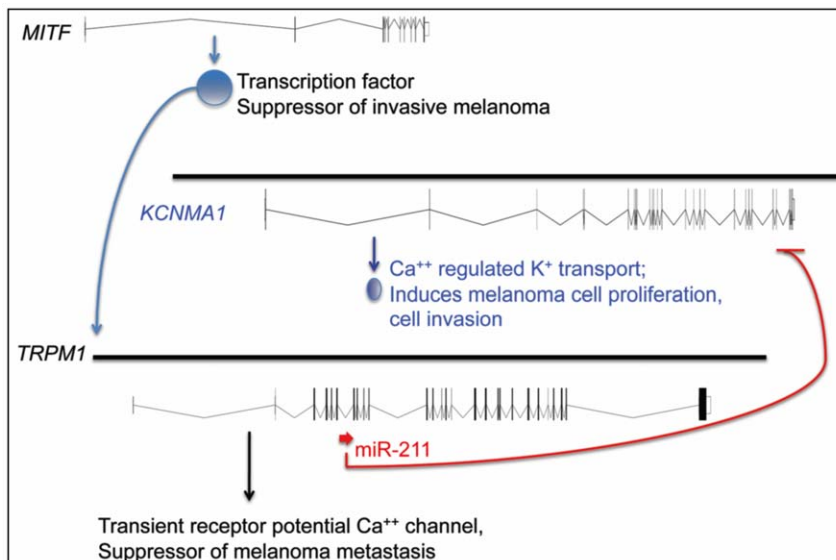 MITF
Transcription factor
Suppressor of invasive melanoma
KCNMA1
Ca⁺⁺ regulated K⁺ transport;
Induces melanoma cell proliferation,
cell invasion
TRPM1
miR-211
Transient receptor potential Ca⁺⁺ channel,
Suppressor of melanoma metastasis